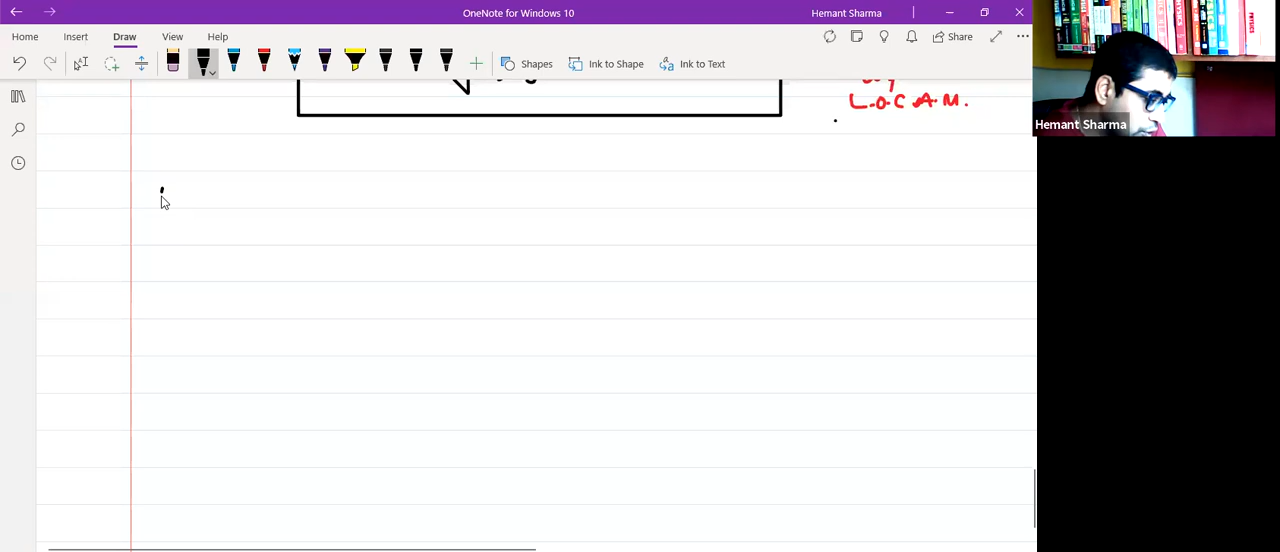 OneNote for Windows 10
Hemant Sharma
Home Insert Draw View Help
Share
Shapes Ink to Shape Ink to Text
L.O.C.A.M.
PHYSICS
Hemant Sharma